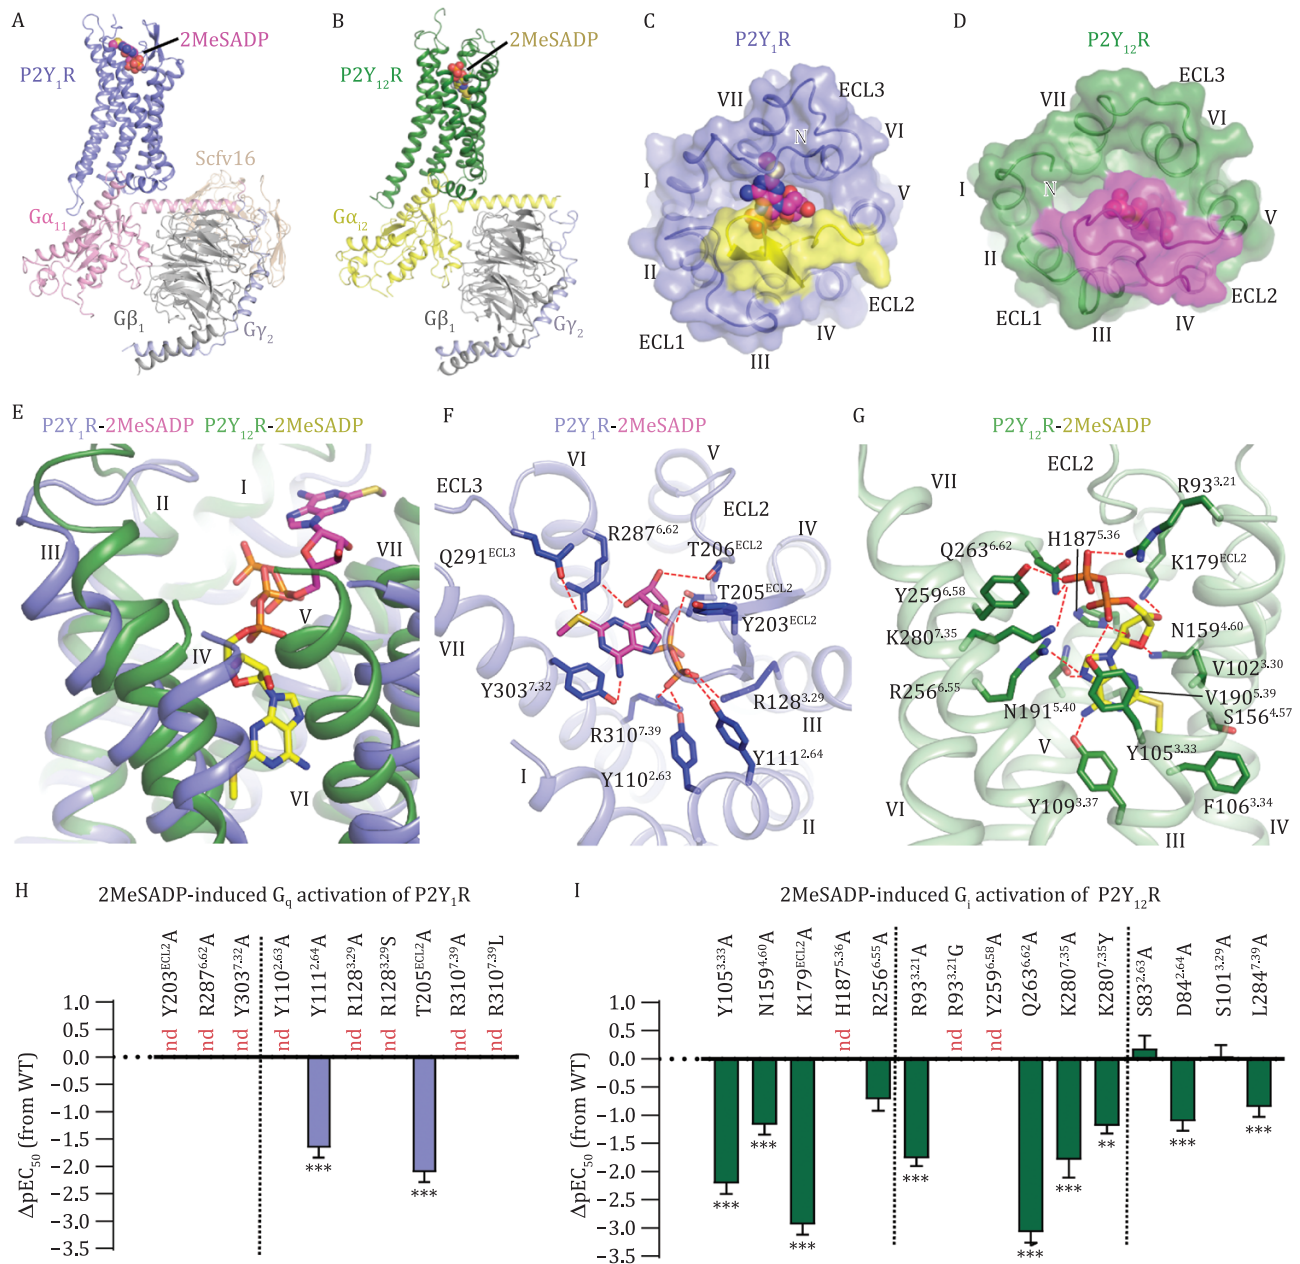 A
2MeSADP
P2Y₁R
Scfv16
Gα₁₁
Gβ₁
Gγ₂
B
2MeSADP
P2Y₁₂R
Gα_i2
Gβ₁
Gγ₂
C
P2Y₁R
VII
ECL3
N
VI
I
V
II
ECL2
ECL1
IV
III
D
P2Y₁₂R
ECL3
VII
VI
I
N
V
II
ECL2
ECL1
IV
III
E
P2Y₁R-2MeSADP P2Y₁₂R-2MeSADP
I
II
III
VII
V
IV
VI
F
P2Y₁R-2MeSADP
V
VI
ECL3
ECL2
R287^6.62
IV
Q291^ECL3
T206^ECL2
T205^ECL2
Y203^ECL2
VII
Y303^7.32
R128^3.29
III
R310^7.39
I
Y111^2.64
Y110^2.63
II
G
P2Y₁₂R-2MeSADP
ECL2
VII
R93^3.21
H187^5.36
Q263^6.62
K179^ECL2
Y259^6.58
N159^4.60
K280^7.35
V102^3.30
R256^6.55
V190^5.39
N191^5.40
S156^4.57
V
Y105^3.33
VI
Y109^3.37
F106^3.34
III
IV
H
2MeSADP-induced G_q activation of P2Y₁R
Y203^ECL2A
R287^6.62A
Y303^7.32A
Y110^2.63A
Y111^2.64A
R128^3.29A
R128^3.29S
T205^ECL2A
R310^7.39A
R310^7.39L
ΔpEC₅₀ (from WT)
1.0
0.5
0.0
−0.5
−1.0
−1.5
−2.0
−2.5
−3.0
−3.5
nd nd nd nd nd nd nd nd
***
***
I
2MeSADP-induced G_i activation of P2Y₁₂R
Y105^3.33A
N159^4.60A
K179^ECL2A
H187^5.36A
R256^6.55A
R93^3.21A
R93^3.21G
Y259^6.58A
Q263^6.62A
K280^7.35A
K280^7.35Y
S83^2.63A
D84^2.64A
S101^3.29A
L284^7.39A
ΔpEC₅₀ (from WT)
1.0
0.5
0.0
−0.5
−1.0
−1.5
−2.0
−2.5
−3.0
−3.5
nd nd nd
*** *** *** *** *** *** ** *** ***